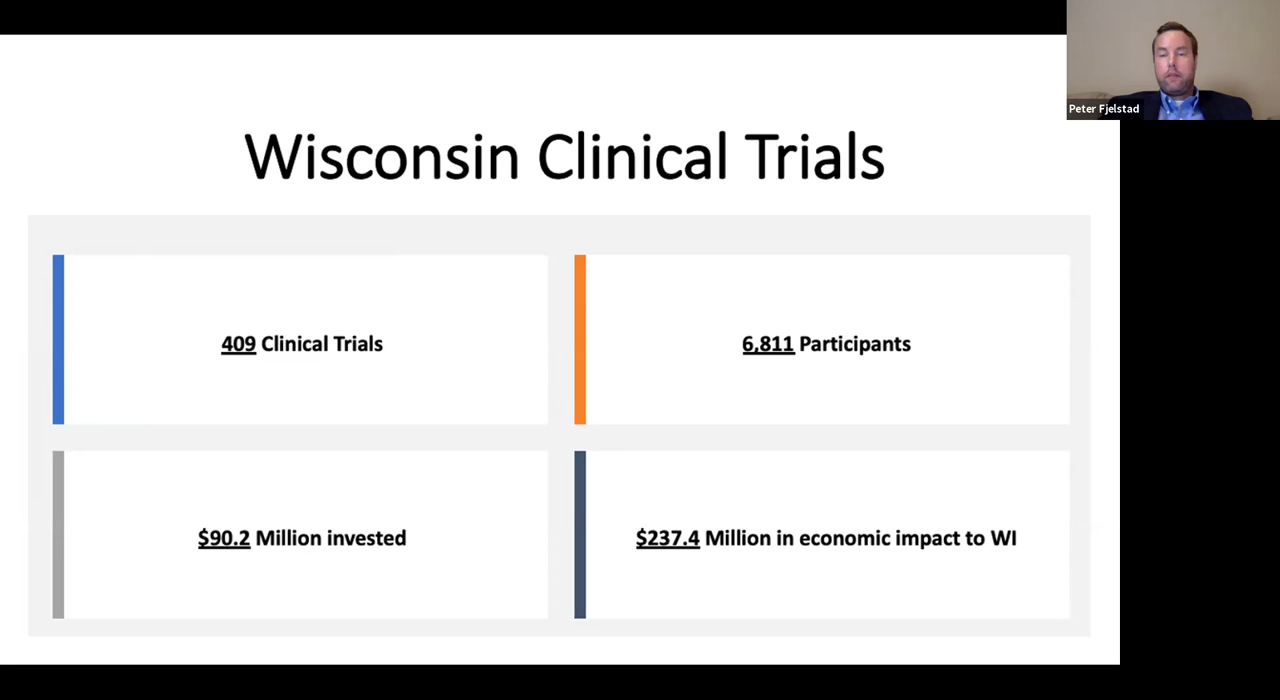 Peter Fjelstad
Wisconsin Clinical Trials
409 Clinical Trials
6,811 Participants
$90.2 Million invested
$237.4 Million in economic impact to WI